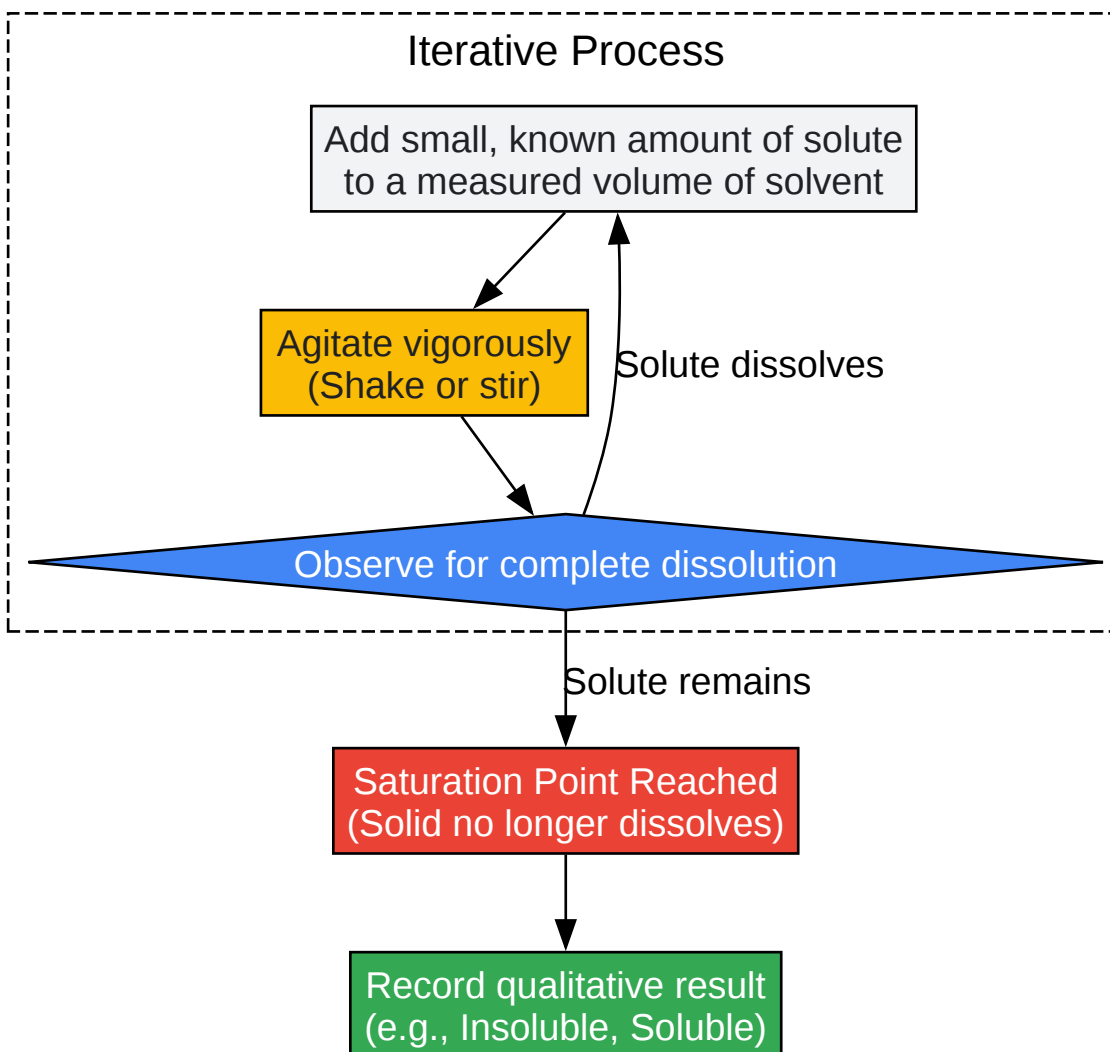 Iterative Process
Add small, known amount of solute
to a measured volume of solvent
Agitate vigorously
(Shake or stir)
Solute dissolves
Observe for complete dissolution
Solute remains
Saturation Point Reached
(Solid no longer dissolves)
Record qualitative result
(e.g., Insoluble, Soluble)